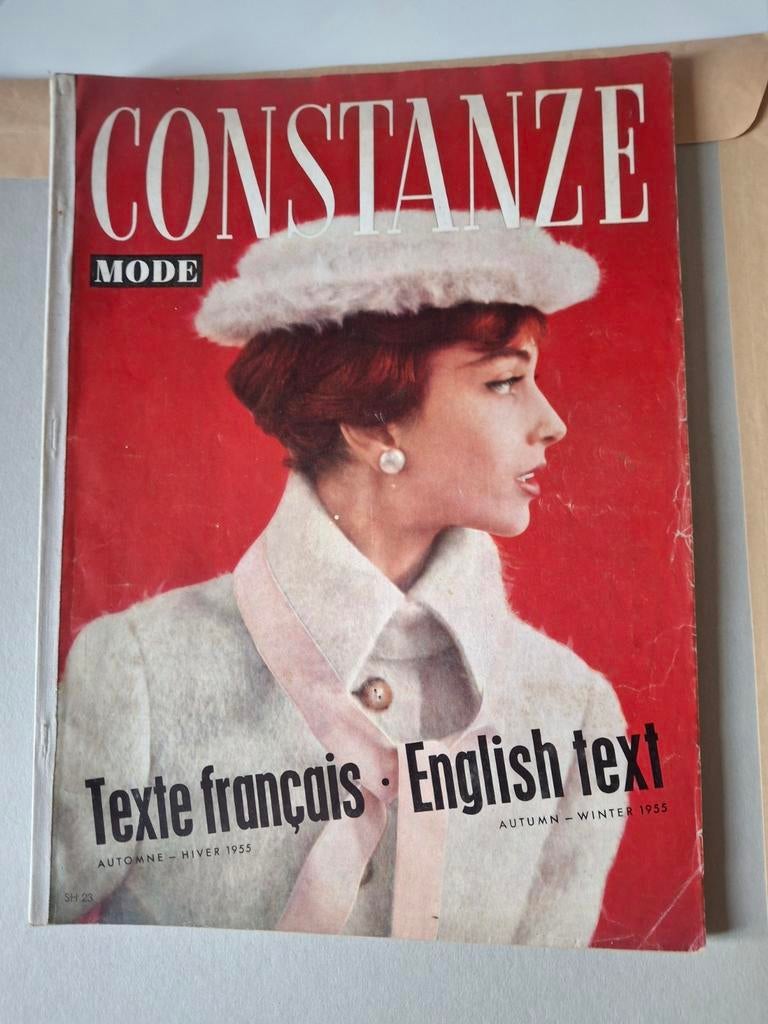 CONSTANZE
MODE
Texte français · English text
AUTOMNE – HIVER 1955
AUTUMN – WINTER 1955
SH 23